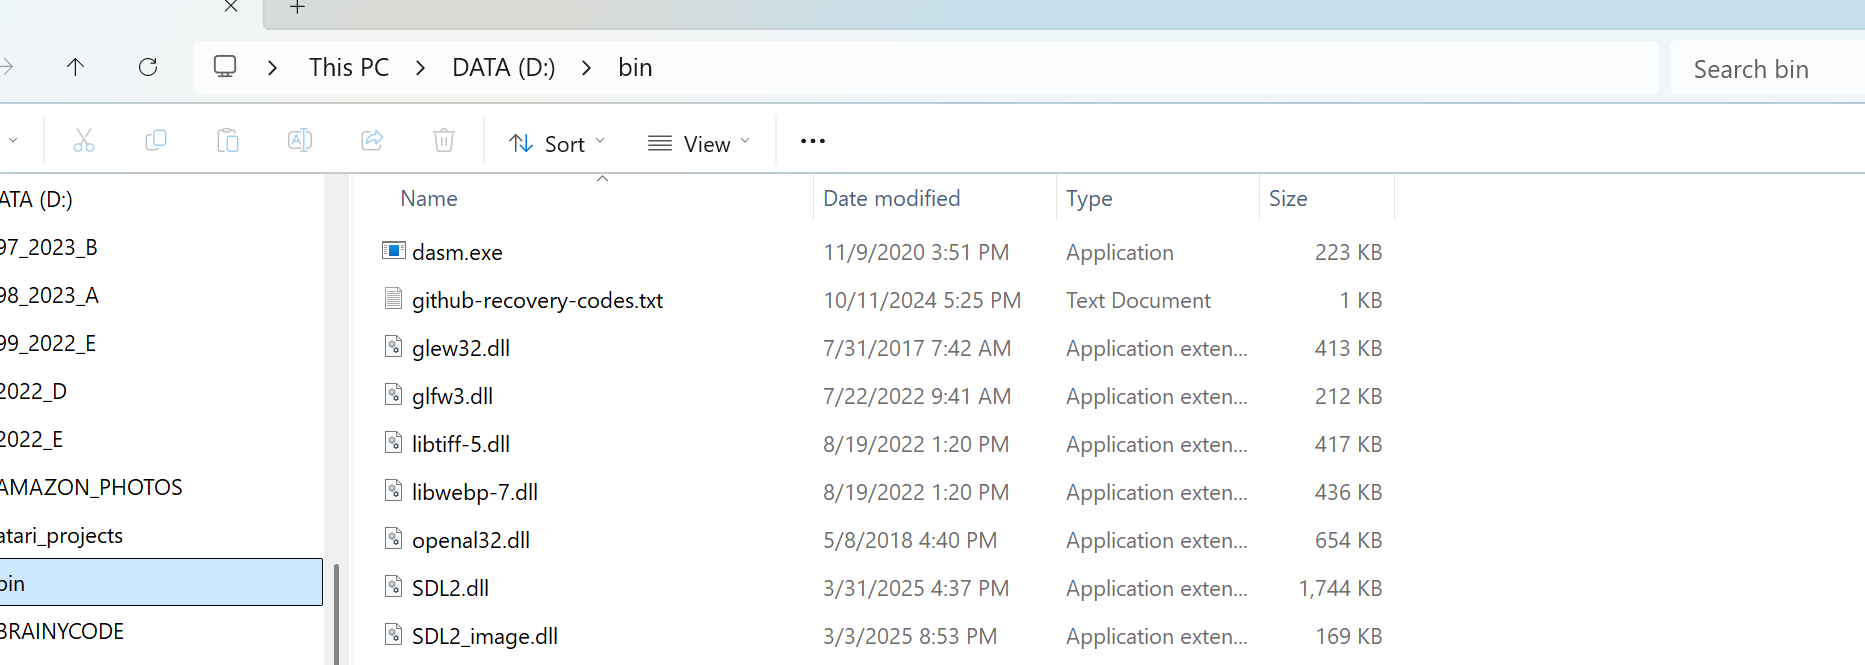 This PC > DATA (D:) > bin
Search bin
Sort
View
Name Date modified Type Size
ATA (D:)
97_2023_B
98_2023_A
99_2022_E
2022_D
2022_E
AMAZON_PHOTOS
atari_projects
bin
BRAINYCODE
dasm.exe 11/9/2020 3:51 PM Application 223 KB
github-recovery-codes.txt 10/11/2024 5:25 PM Text Document 1 KB
glew32.dll 7/31/2017 7:42 AM Application exten... 413 KB
glfw3.dll 7/22/2022 9:41 AM Application exten... 212 KB
libtiff-5.dll 8/19/2022 1:20 PM Application exten... 417 KB
libwebp-7.dll 8/19/2022 1:20 PM Application exten... 436 KB
openal32.dll 5/8/2018 4:40 PM Application exten... 654 KB
SDL2.dll 3/31/2025 4:37 PM Application exten... 1,744 KB
SDL2_image.dll 3/3/2025 8:53 PM Application exten... 169 KB